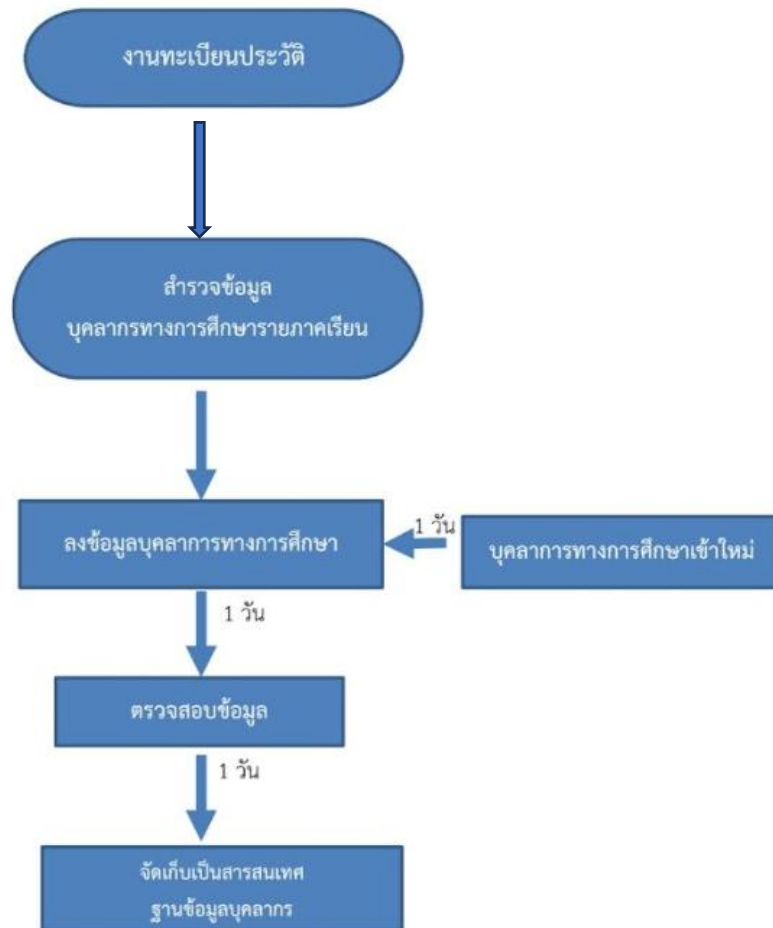 งานทะเบียนประวัติ
สำรวจข้อมูล
บุคลากรทางการศึกษารายภาคเรียน
ลงข้อมูลบุคลาการทางการศึกษา
1 วัน
บุคลาการทางการศึกษาเข้าใหม่
1 วัน
ตรวจสอบข้อมูล
1 วัน
จัดเก็บเป็นสารสนเทศ
ฐานข้อมูลบุคลากร